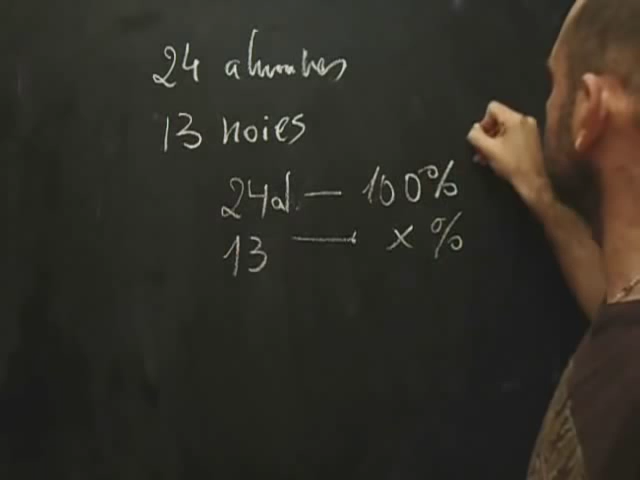 24 alumnes
13 noies
24al — 100%
13 — x %